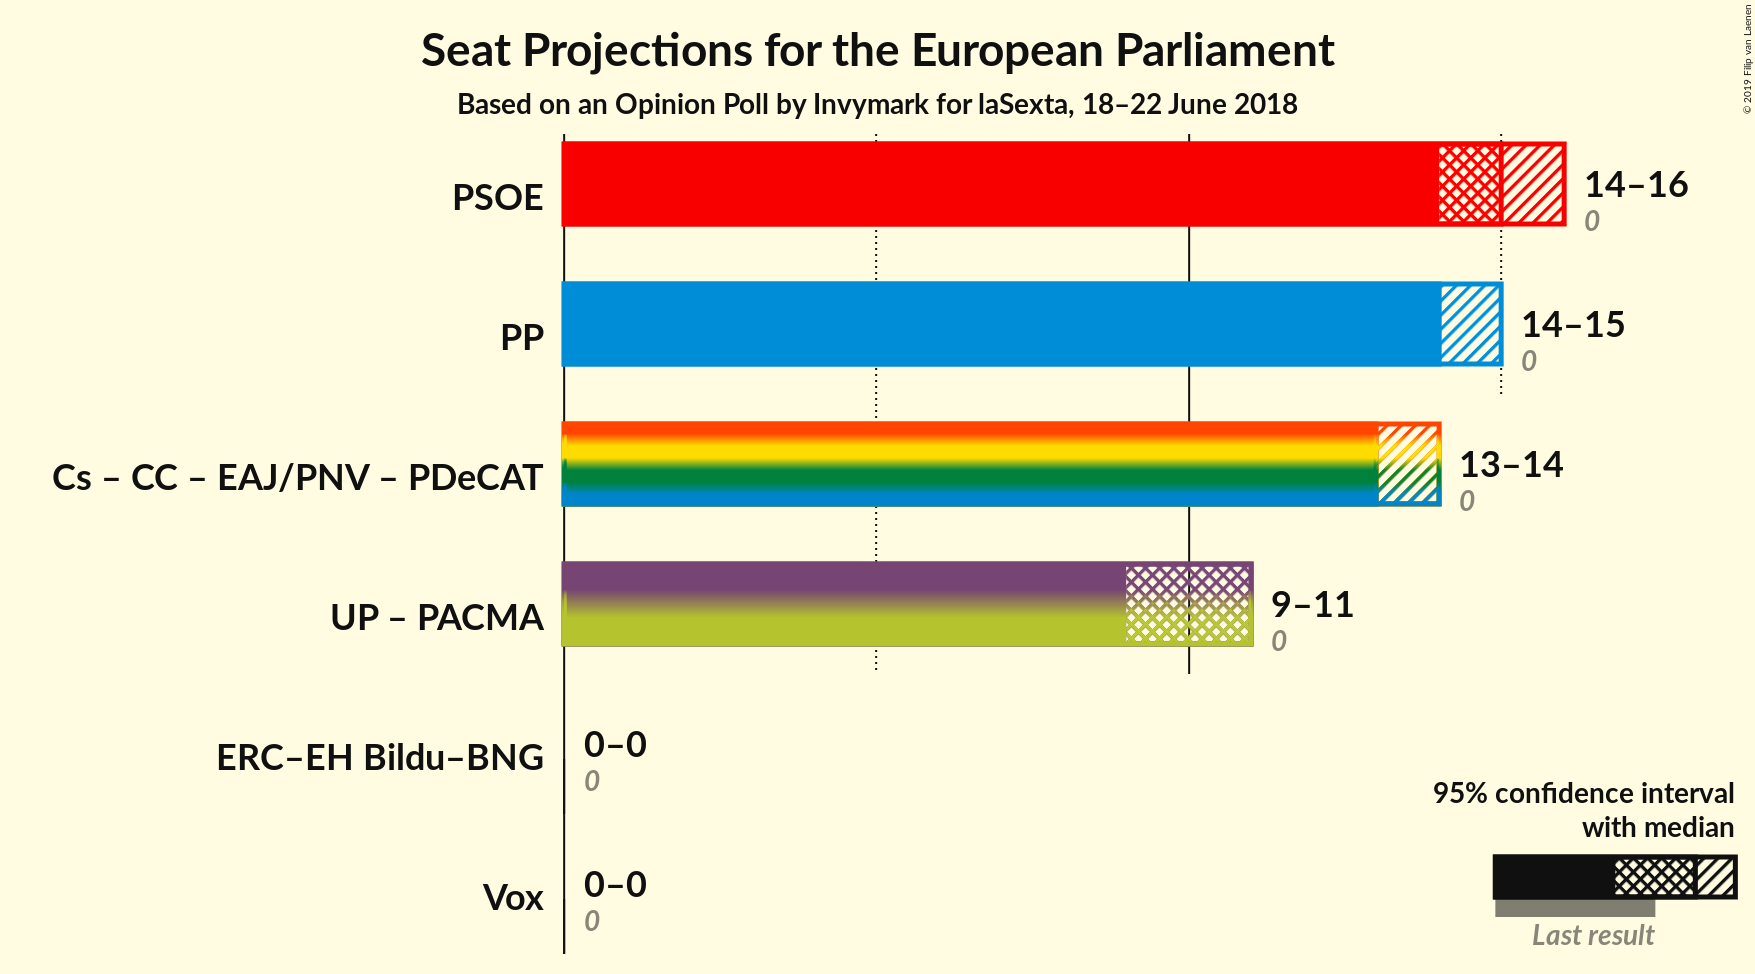 Seat Projections for the European Parliament
Based on an Opinion Poll by Invymark for laSexta, 18–22 June 2018
© 2019 Filip van Laenen
PSOE
14–16
0
PP
14–15
0
Cs – CC – EAJ/PNV – PDeCAT
13–14
0
UP – PACMA
9–11
0
ERC–EH Bildu–BNG
0–0
0
Vox
0–0
0
95% confidence interval
with median
Last result